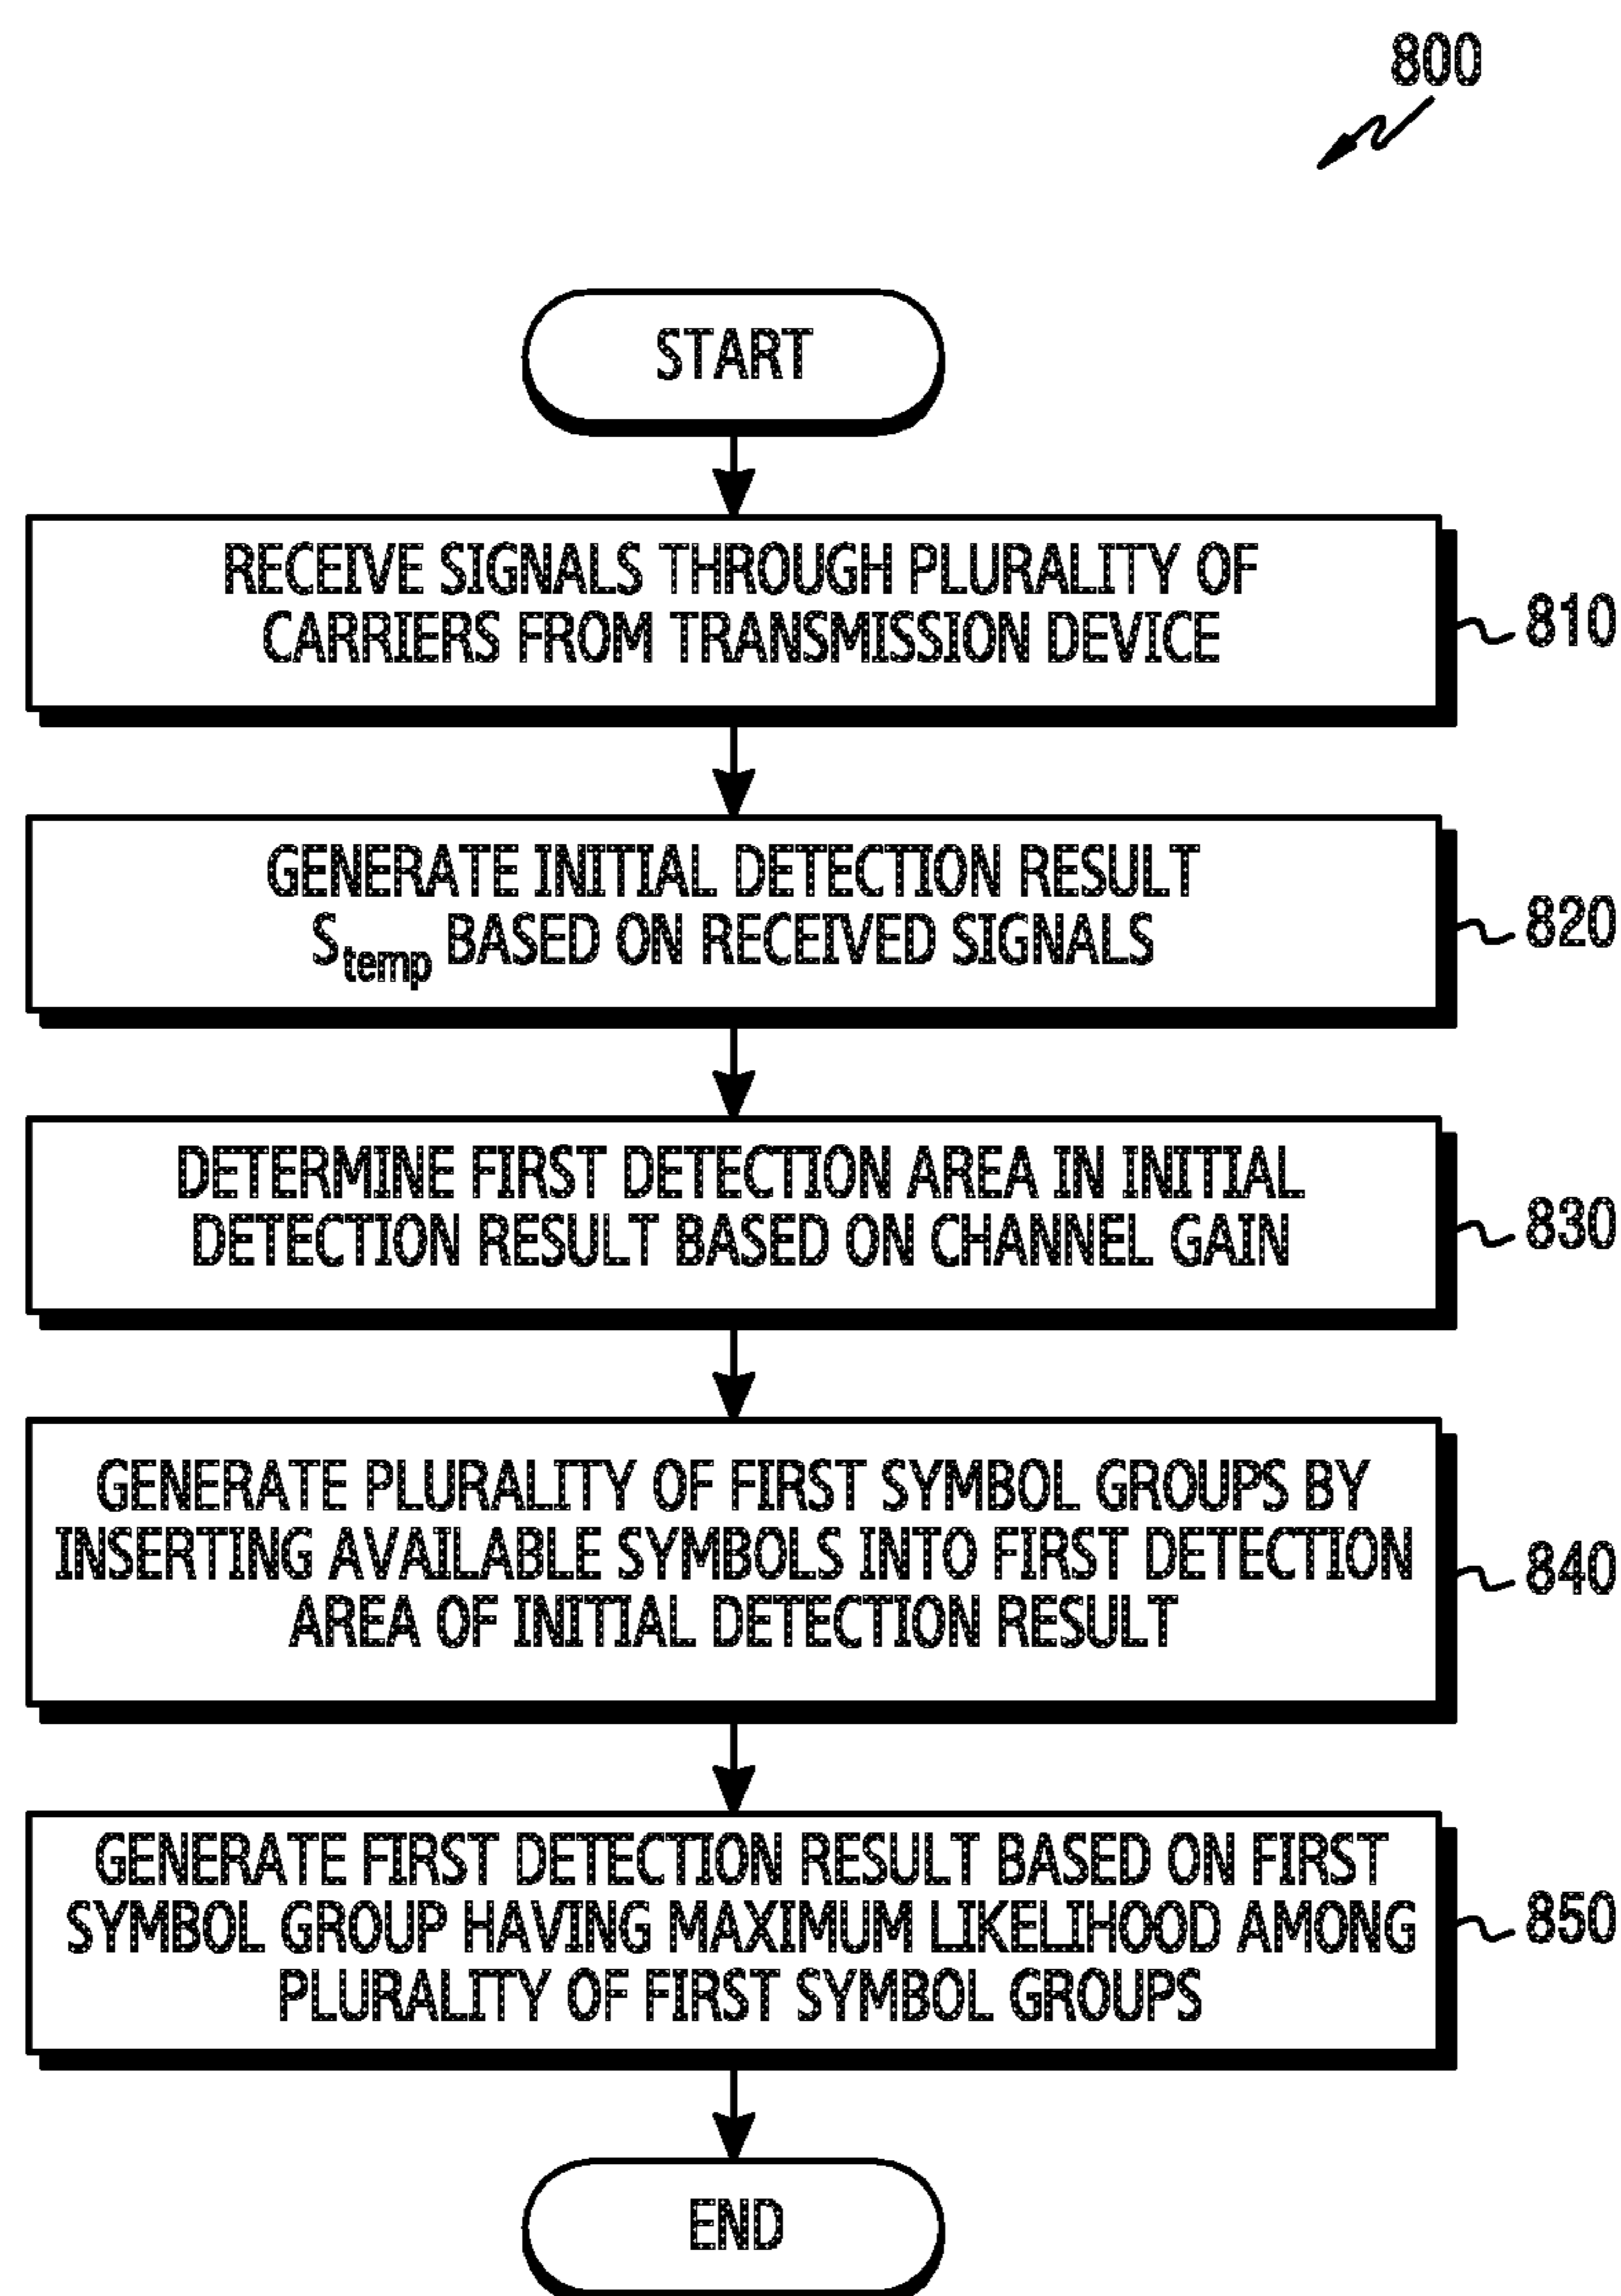 800
START
RECEIVE SIGNALS THROUGH PLURALITY OF
CARRIERS FROM TRANSMISSION DEVICE
810
GENERATE INITIAL DETECTION RESULT
Stemp BASED ON RECEIVED SIGNALS
820
DETERMINE FIRST DETECTION AREA IN INITIAL
DETECTION RESULT BASED ON CHANNEL GAIN
830
GENERATE PLURALITY OF FIRST SYMBOL GROUPS BY
INSERTING AVAILABLE SYMBOLS INTO FIRST DETECTION
AREA OF INITIAL DETECTION RESULT
840
GENERATE FIRST DETECTION RESULT BASED ON FIRST
SYMBOL GROUP HAVING MAXIMUM LIKELIHOOD AMONG
PLURALITY OF FIRST SYMBOL GROUPS
850
END